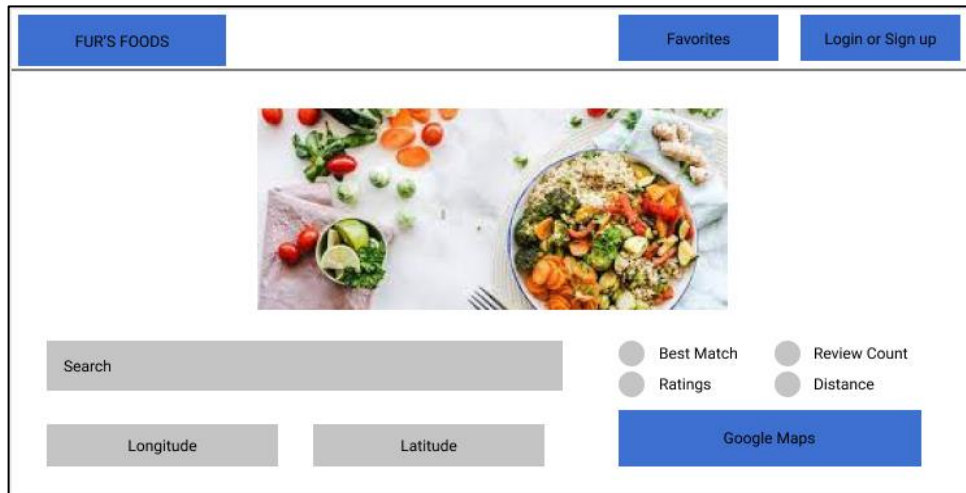 FUR'S FOODS
Favorites
Login or Sign up
Search
Best Match
Review Count
Ratings
Distance
Longitude
Latitude
Google Maps